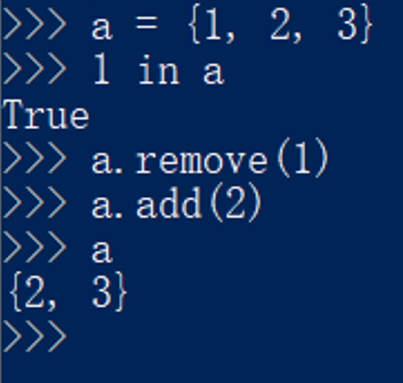 >>> a = {1, 2, 3}
>>> 1 in a
True
>>> a.remove(1)
>>> a.add(2)
>>> a
{2, 3}
>>>